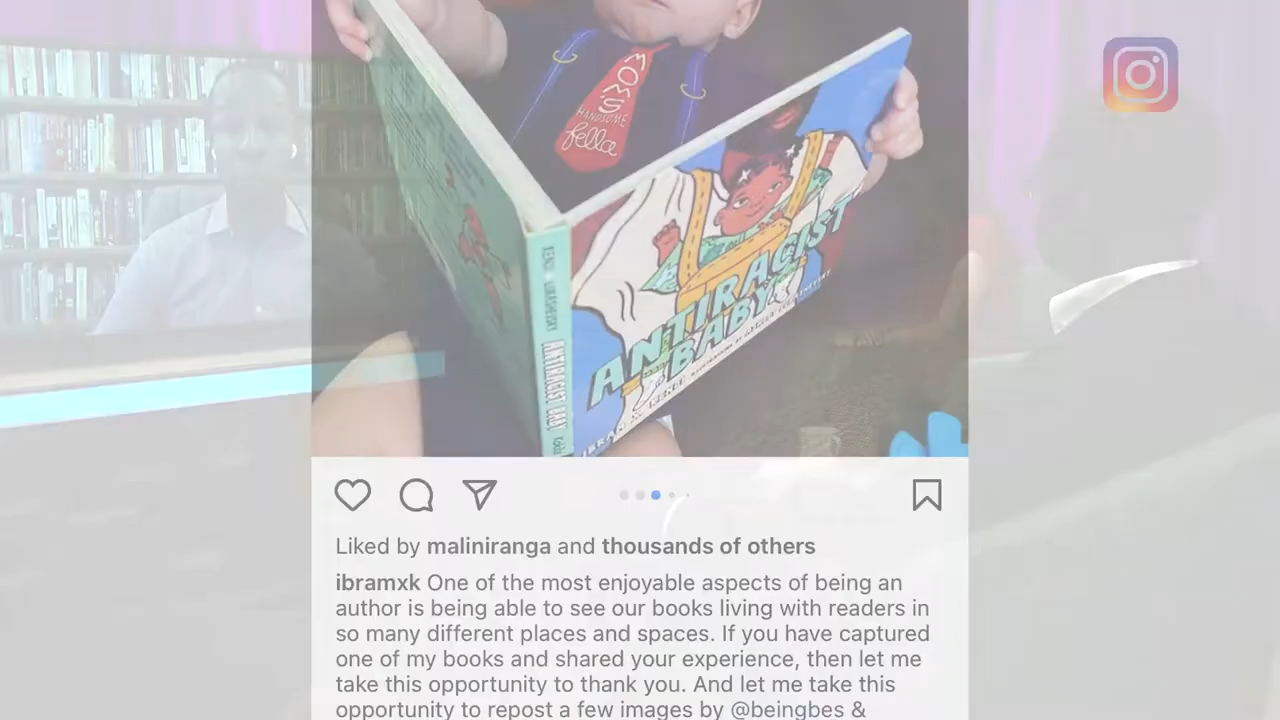 MOM'S
HANDSOME
fella
ANTIRACIST
BABY
ANTIRACIST BABY
Liked by maliniranga and thousands of others
ibramxk One of the most enjoyable aspects of being an
author is being able to see our books living with readers in
so many different places and spaces. If you have captured
one of my books and shared your experience, then let me
take this opportunity to thank you. And let me take this
opportunity to repost a few images by @beingbes &